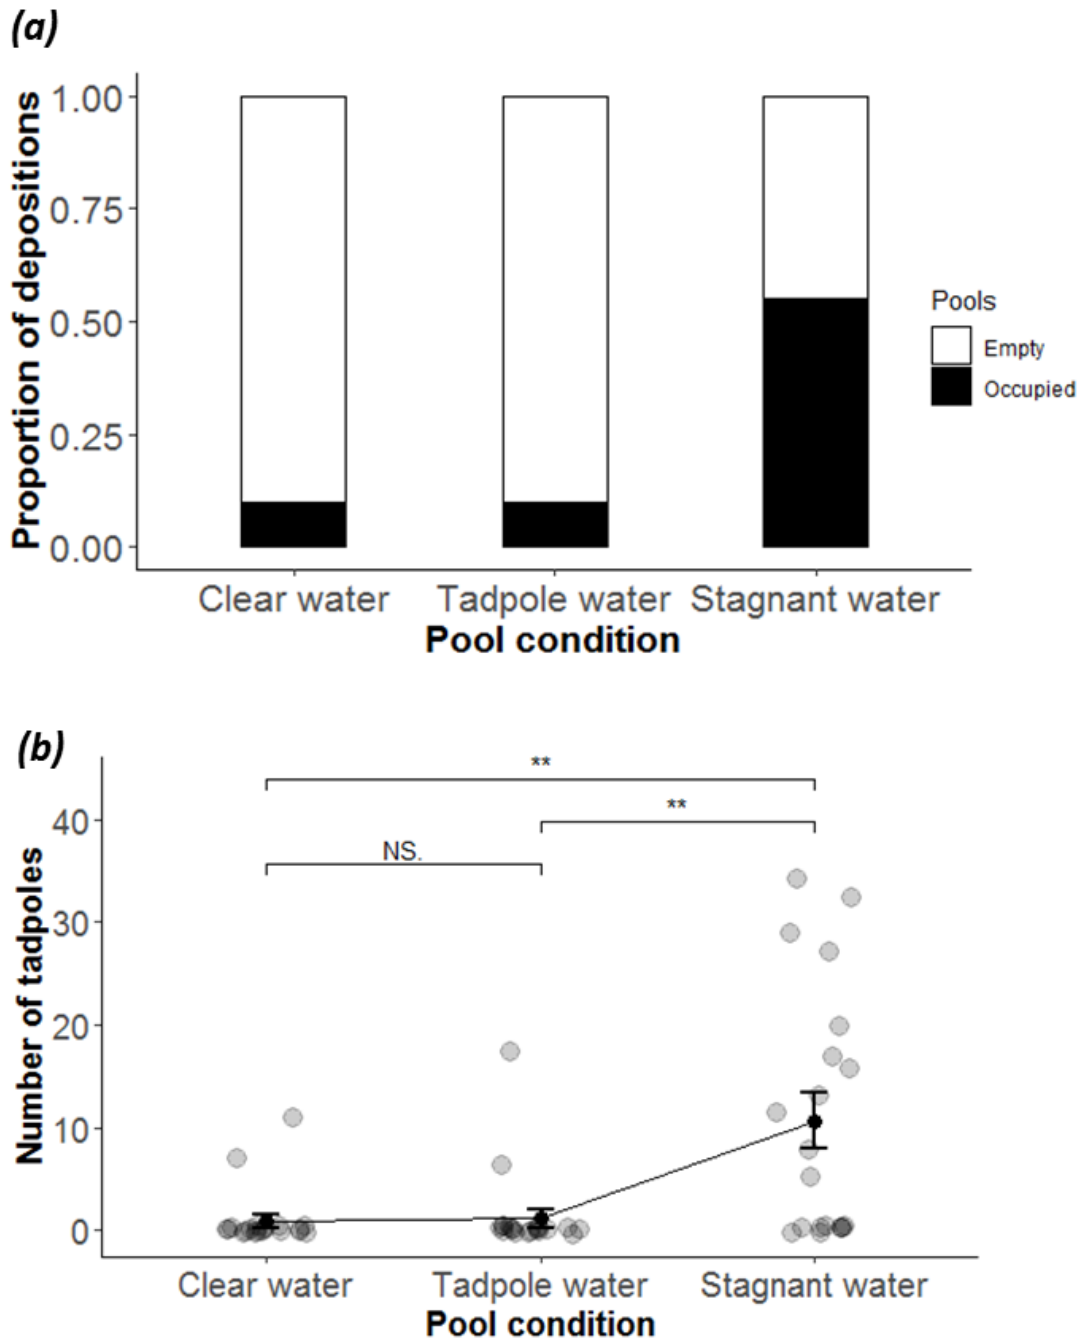 (a)
Proportion of depositions
1.00
0.75
0.50
0.25
0.00
Clear water Tadpole water Stagnant water
Pool condition
Pools
Empty
Occupied
(b)
Number of tadpoles
40
30
20
10
0
**
**
NS.
Clear water Tadpole water Stagnant water
Pool condition